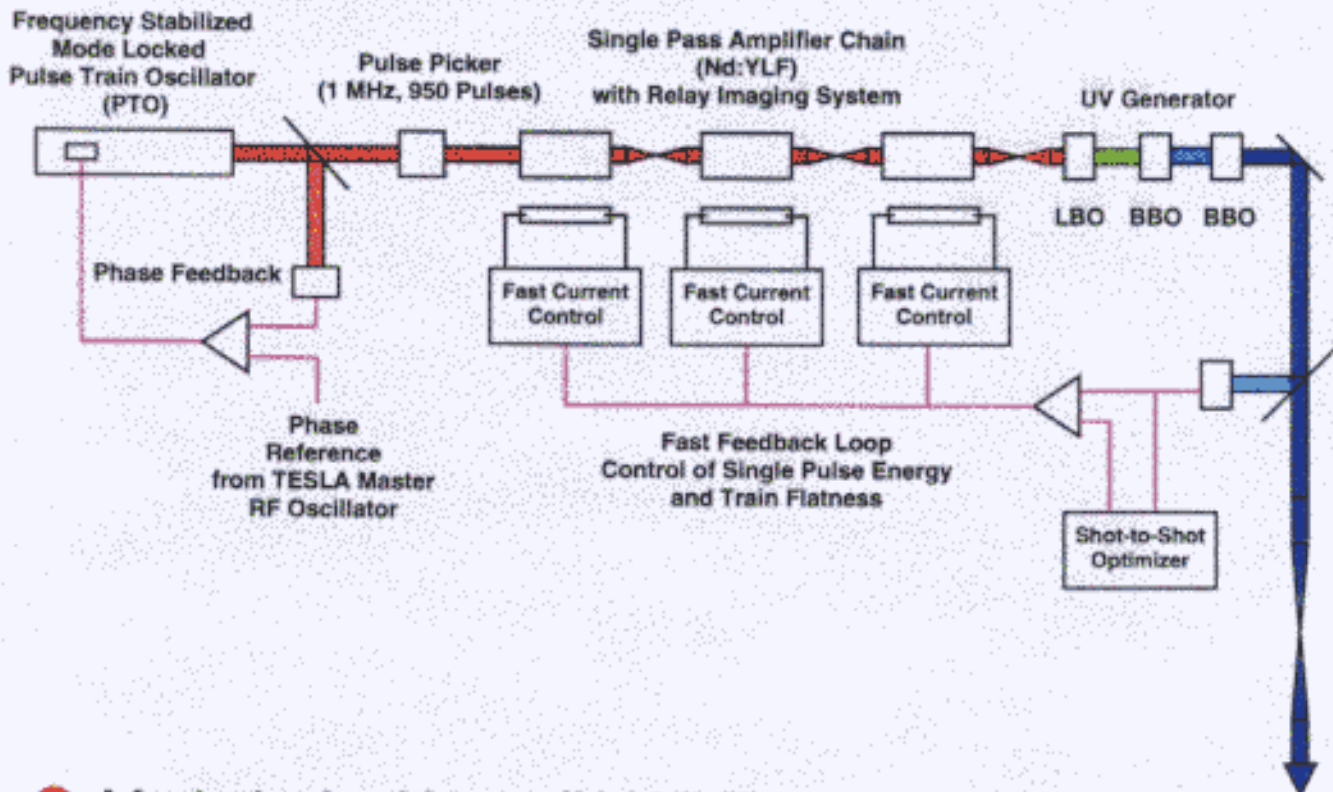 Frequency Stabilized
Mode Locked
Pulse Train Oscillator
(PTO)
Pulse Picker
(1 MHz, 950 Pulses)
Single Pass Amplifier Chain
(Nd:YLF)
with Relay Imaging System
UV Generator
LBO
BBO
BBO
Phase Feedback
Fast Current
Control
Fast Current
Control
Fast Current
Control
Phase
Reference
from TESLA Master
RF Oscillator
Fast Feedback Loop
Control of Single Pulse Energy
and Train Flatness
Shot-to-Shot
Optimizer